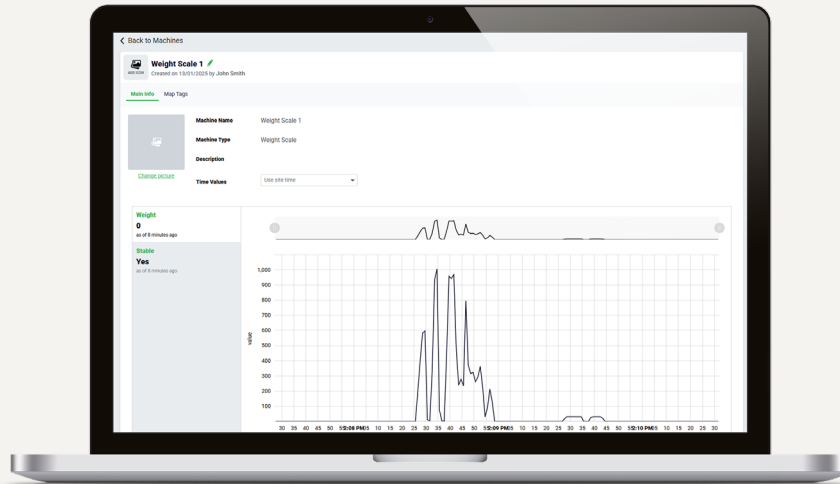 Back to Machines
ADD ICON
Weight Scale 1
Created on 13/01/2025 by John Smith
Main Info Map Tags
Machine Name Weight Scale 1
Machine Type Weight Scale
Description
Change picture
Time Values Use site time
Weight
0
as of 8 minutes ago
Stable
Yes
as of 8 minutes ago
1,000
900
800
700
600
value
500
400
300
200
100
30 35 40 45 50 55 2:08 PM 05 10 15 20 25 30 35 40 45 50 55 2:09 PM 05 10 15 20 25 30 35 40 45 50 55 2:10 PM 05 10 15 20 25 30